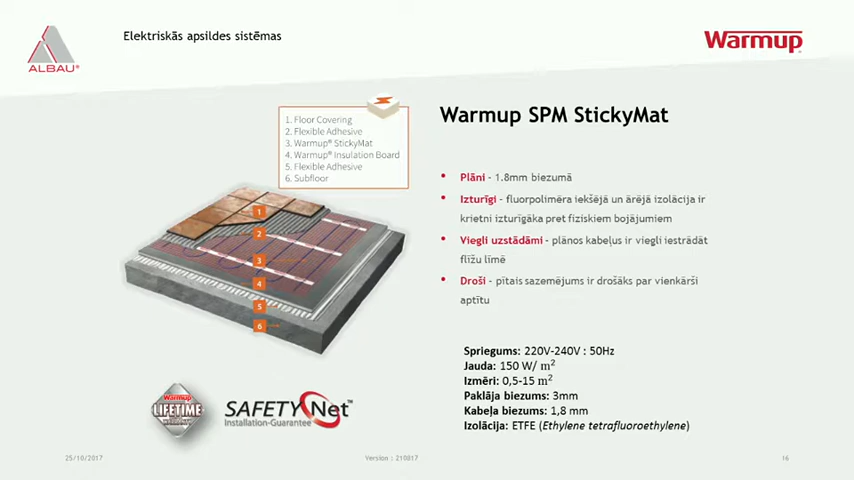 Elektriskās apsildes sistēmas
ALBAU®
Warmup
1. Floor Covering
2. Flexible Adhesive
3. Warmup® StickyMat
4. Warmup® Insulation Board
5. Flexible Adhesive
6. Subfloor
1
2
3
4
5
6
Warmup SPM StickyMat
• Plāni - 1.8mm biezumā
• Izturīgi - fluorpolimēra iekšējā un ārējā izolācija ir
krietni izturīgāka pret fiziskiem bojājumiem
• Viegli uzstādāmi - plānos kabeļus ir viegli iestrādāt
flīžu līmē
• Droši - pītais sazemējums ir drošāks par vienkārši
aptītu
Spriegums: 220V-240V : 50Hz
Jauda: 150 W/ m²
Izmēri: 0,5-15 m²
Paklāja biezums: 3mm
Kabeļa biezums: 1,8 mm
Izolācija: ETFE (Ethylene tetrafluoroethylene)
Warmup
LIFETIME
SAFETY Net™
Installation-Guarantee
25/10/2017
Version : 210817
16